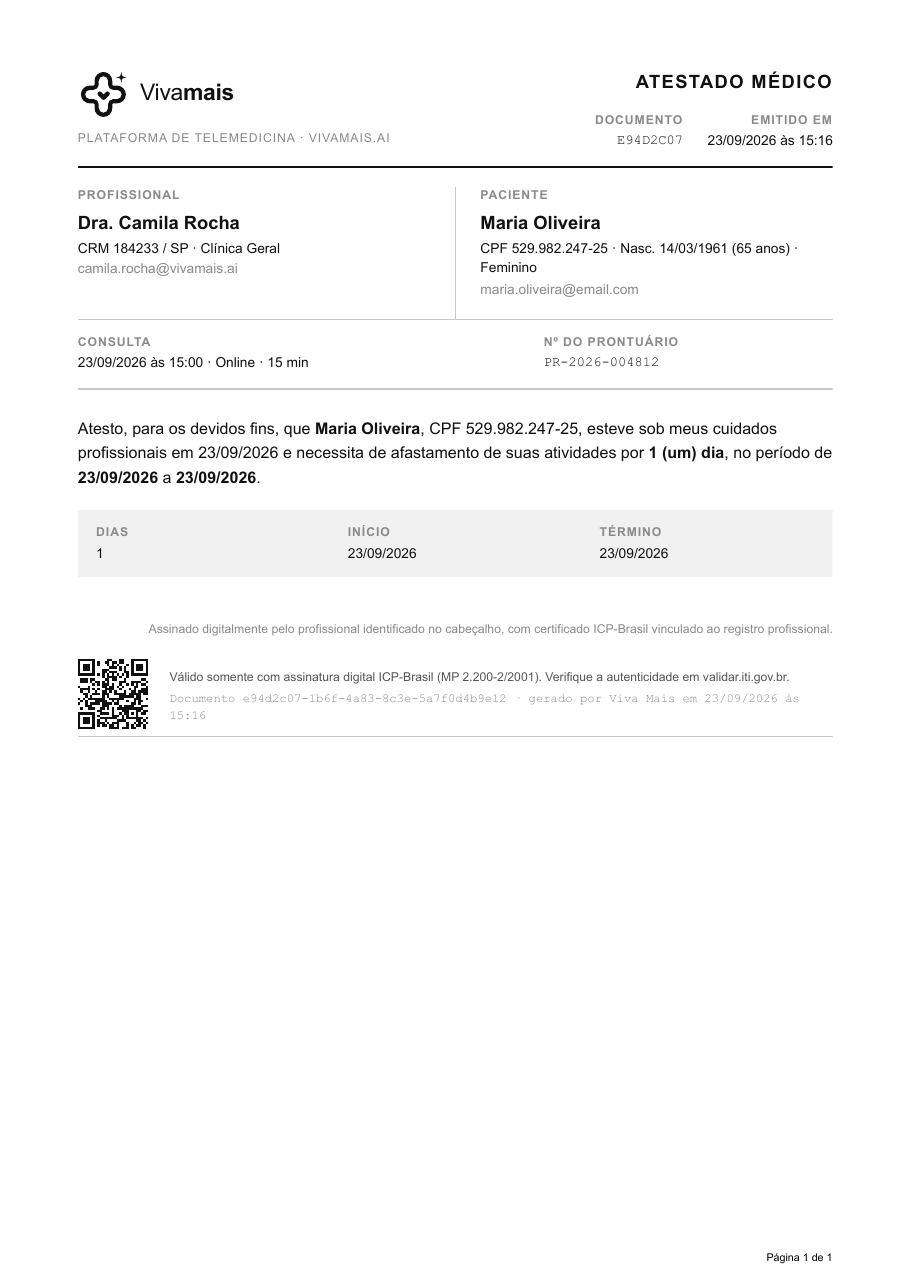 Vivamais
PLATAFORMA DE TELEMEDICINA · VIVAMAIS.AI
ATESTADO MÉDICO
DOCUMENTO
E94D2C07
EMITIDO EM
23/09/2026 às 15:16
PROFISSIONAL
Dra. Camila Rocha
CRM 184233 / SP · Clínica Geral
camila.rocha@vivamais.ai
PACIENTE
Maria Oliveira
CPF 529.982.247-25 · Nasc. 14/03/1961 (65 anos) ·
Feminino
maria.oliveira@email.com
CONSULTA
23/09/2026 às 15:00 · Online · 15 min
Nº DO PRONTUÁRIO
PR-2026-004812
Atesto, para os devidos fins, que Maria Oliveira, CPF 529.982.247-25, esteve sob meus cuidados
profissionais em 23/09/2026 e necessita de afastamento de suas atividades por 1 (um) dia, no período de
23/09/2026 a 23/09/2026.
DIAS
1
INÍCIO
23/09/2026
TÉRMINO
23/09/2026
Assinado digitalmente pelo profissional identificado no cabeçalho, com certificado ICP-Brasil vinculado ao registro profissional.
Válido somente com assinatura digital ICP-Brasil (MP 2.200-2/2001). Verifique a autenticidade em validar.iti.gov.br.
Documento e94d2c07-1b6f-4a83-8c3e-5a7f0d4b9e12 · gerado por Viva Mais em 23/09/2026 às
15:16
Página 1 de 1